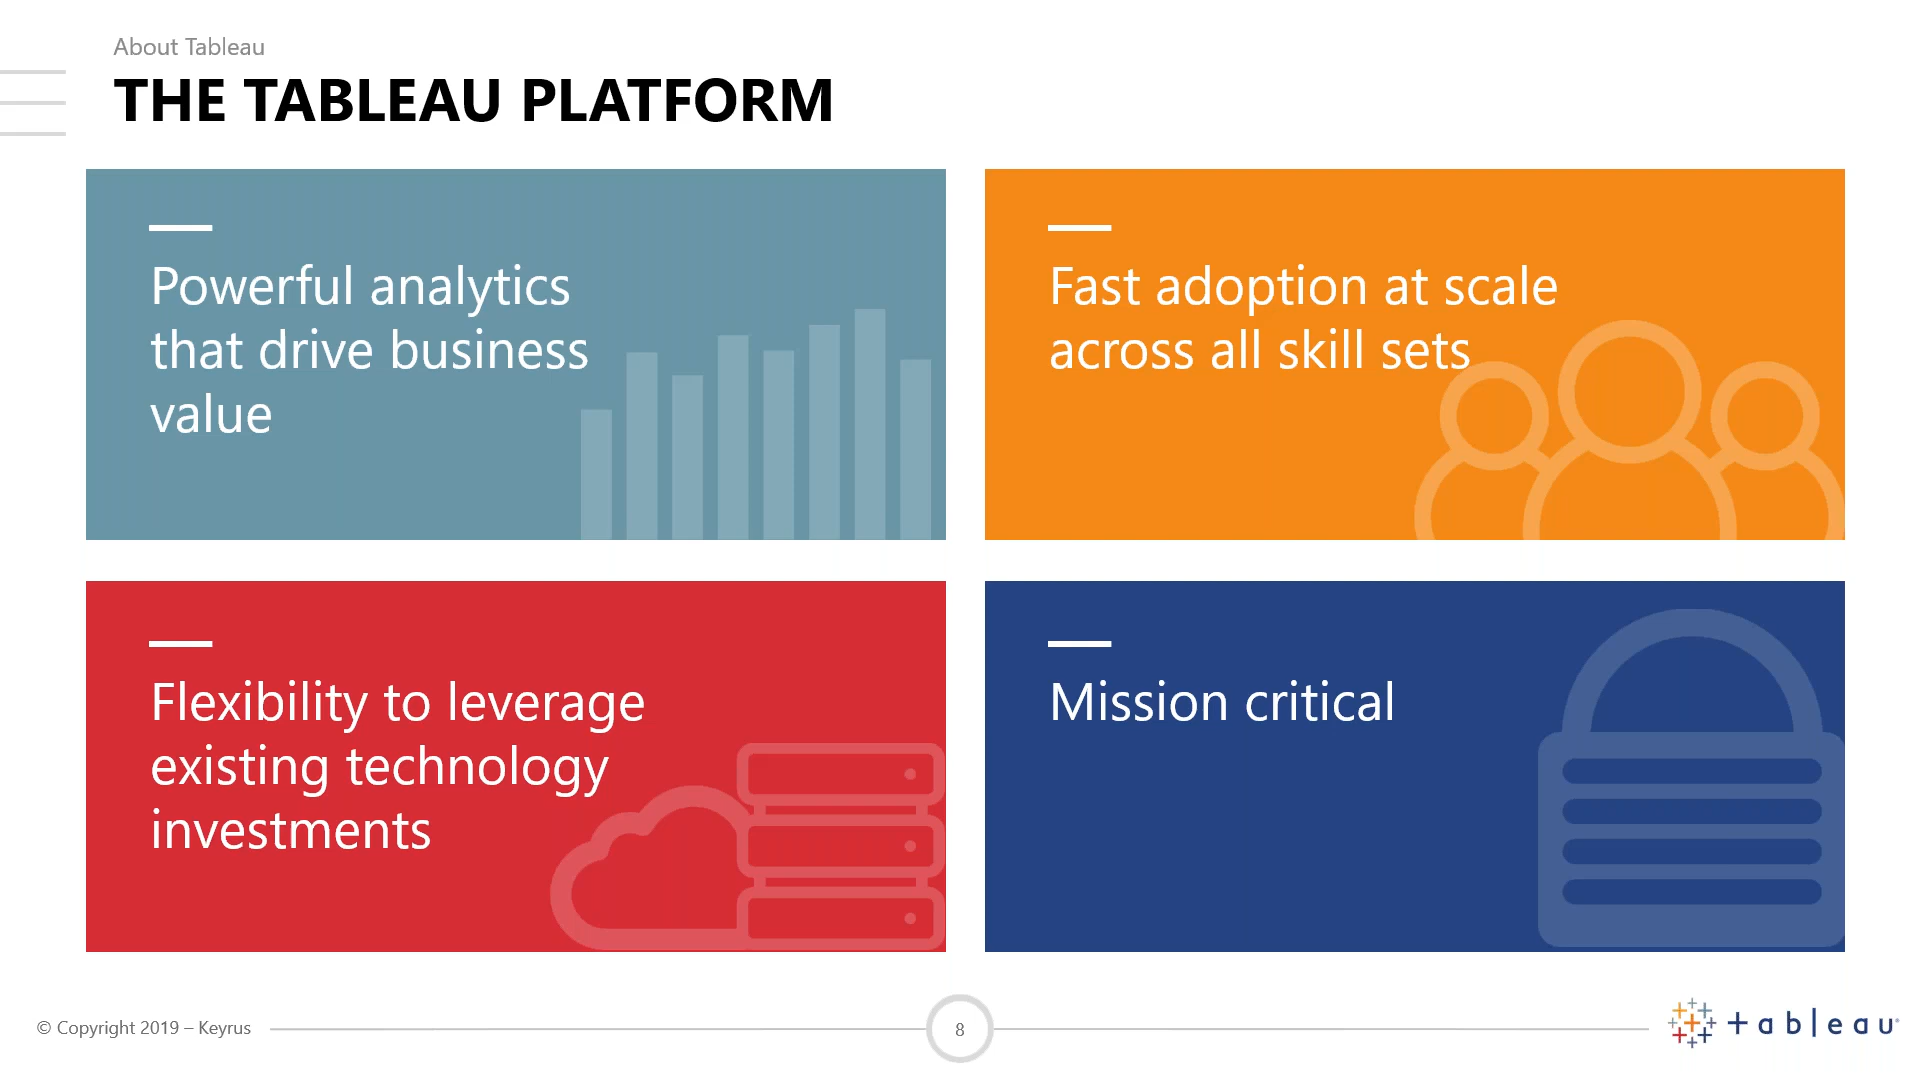 About Tableau
THE TABLEAU PLATFORM
Powerful analytics
that drive business
value
Fast adoption at scale
across all skill sets
Flexibility to leverage
existing technology
investments
Mission critical
© Copyright 2019 – Keyrus
8
+ableau®